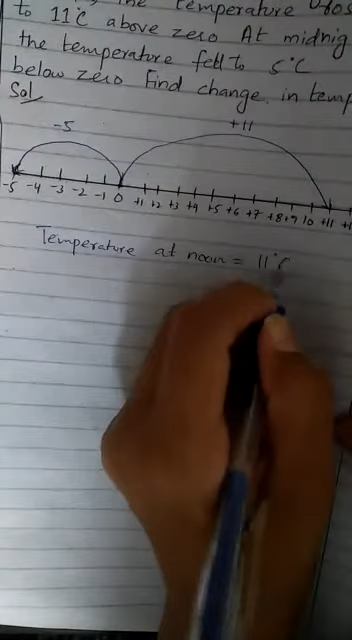 the temperature
to 11°C above zero At midnig
the temperature fell to 5°C
below zero Find change in temp
Sol
-5 +11
-5 -4 -3 -2 -1 0 +1 +2 +3 +4 +5 +6 +7 +8 +9 10 +11 +1
Temperature at noon = 11°C